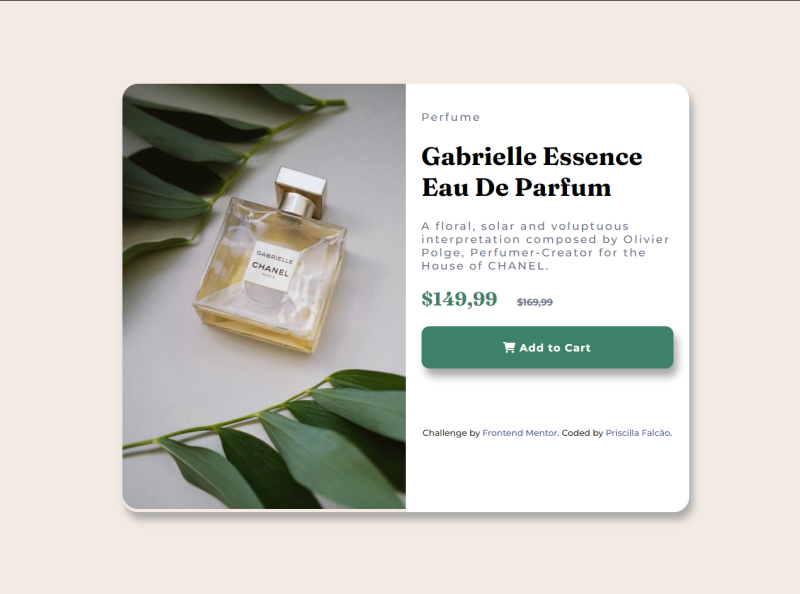 Perfume
Gabrielle Essence
Eau De Parfum
A floral, solar and voluptuous
interpretation composed by Olivier
Polge, Perfumer-Creator for the
House of CHANEL.
$149,99 $169,99
Add to Cart
Challenge by Frontend Mentor. Coded by Priscilla Falcão.
GABRIELLE
CHANEL
PARIS